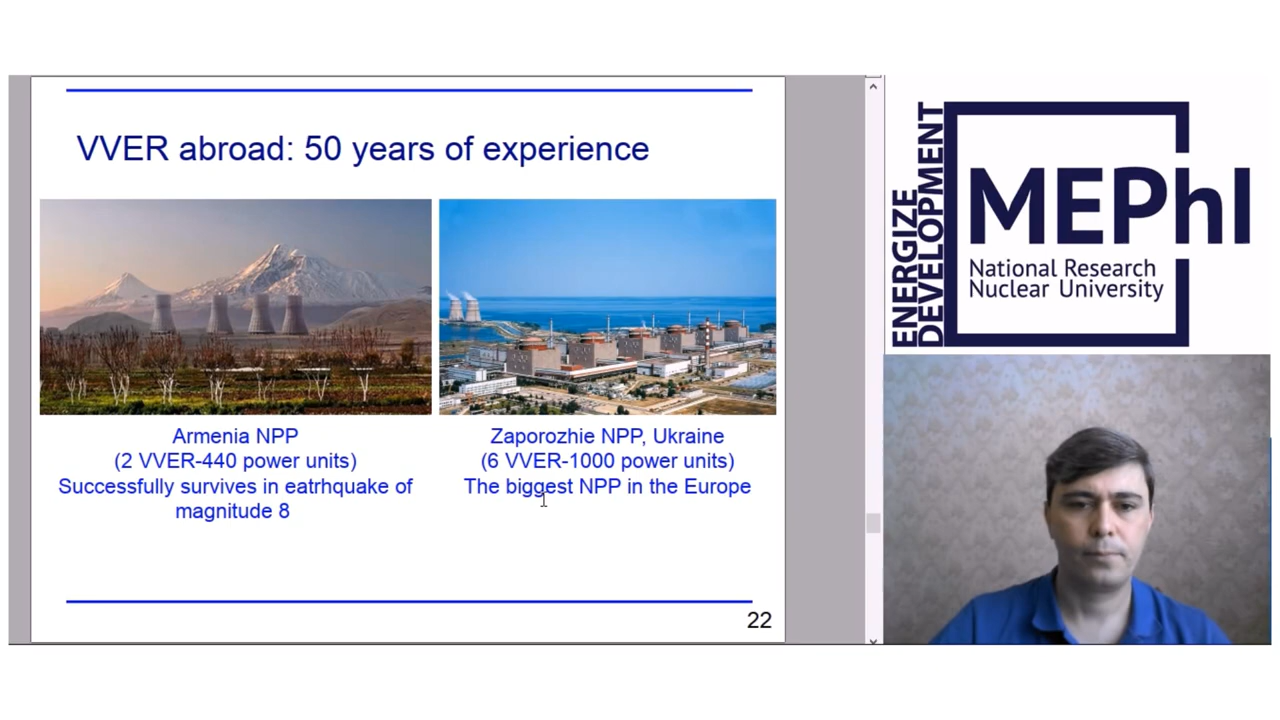 VVER abroad: 50 years of experience
Armenia NPP
(2 VVER-440 power units)
Successfully survives in eatrhquake of
magnitude 8
Zaporozhie NPP, Ukraine
(6 VVER-1000 power units)
The biggest NPP in the Europe
22
ENERGIZE
DEVELOPMENT
MEPhI
National Research
Nuclear University